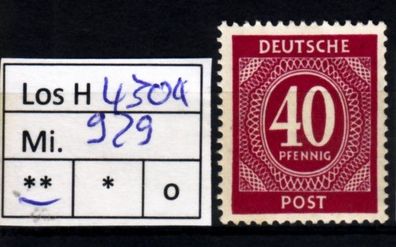 Los H 4304
Mi. 929
** * o
DEUTSCHE
40
PFENNIG
POST